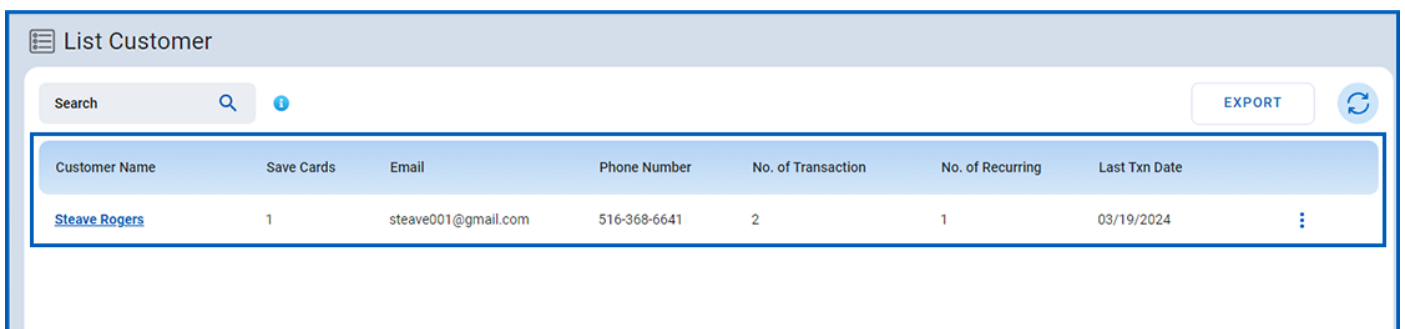 List Customer
Search EXPORT
Customer Name Save Cards Email Phone Number No. of Transaction No. of Recurring Last Txn Date
Steave Rogers 1 steave001@gmail.com 516-368-6641 2 1 03/19/2024